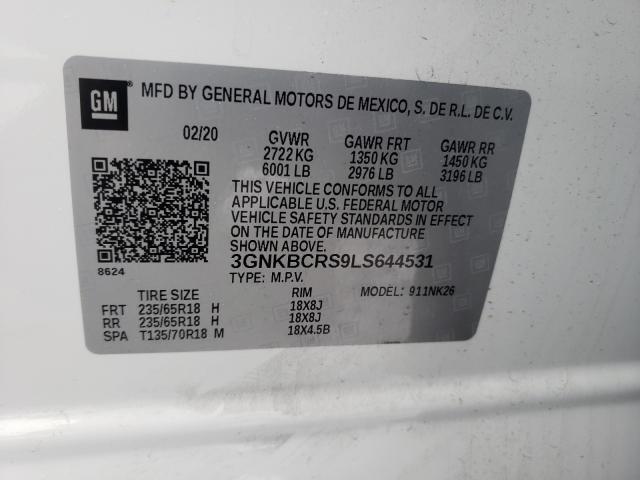 GM
MFD BY GENERAL MOTORS DE MEXICO, S. DE R.L. DE C.V.
02/20 GVWR GAWR FRT GAWR RR
2722 KG 1350 KG 1450 KG
6001 LB 2976 LB 3196 LB
THIS VEHICLE CONFORMS TO ALL
APPLICABLE U.S. FEDERAL MOTOR
VEHICLE SAFETY STANDARDS IN EFFECT
ON THE DATE OF MANUFACTURE
SHOWN ABOVE.
8624 3GNKBCRS9LS644531
TYPE: M.P.V. MODEL: 911NK26
TIRE SIZE RIM
FRT 235/65R18 H 18X8J
RR 235/65R18 H 18X8J
SPA T135/70R18 M 18X4.5B